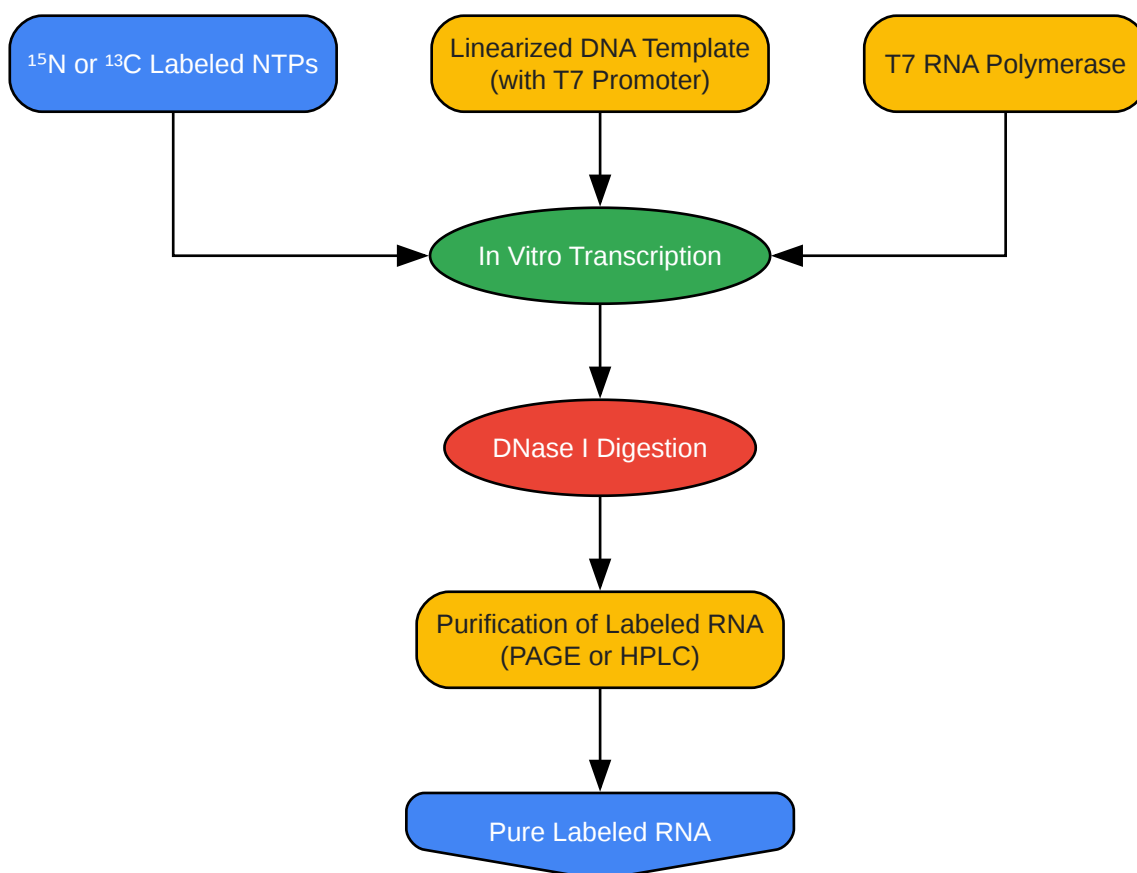 ¹⁵N or ¹³C Labeled NTPs
Linearized DNA Template
(with T7 Promoter)
T7 RNA Polymerase
In Vitro Transcription
DNase I Digestion
Purification of Labeled RNA
(PAGE or HPLC)
Pure Labeled RNA